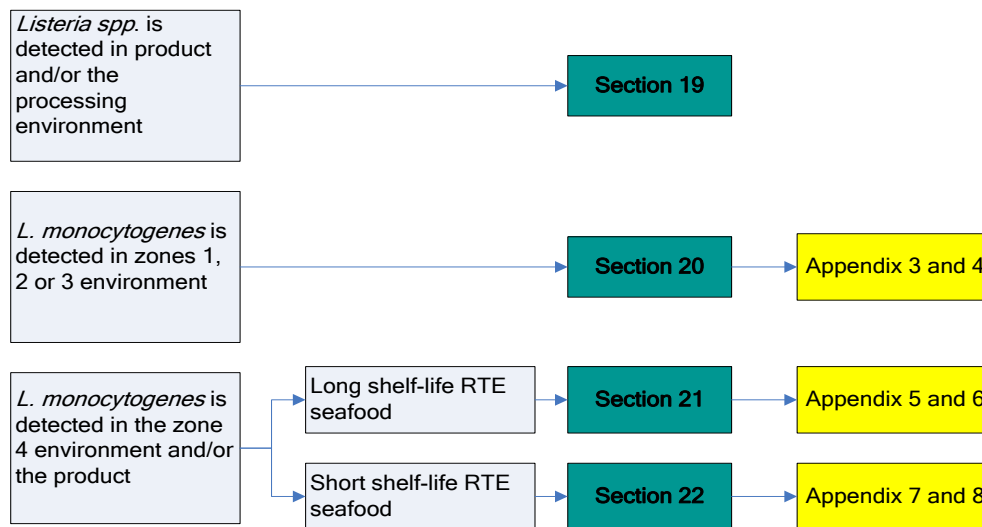 Listeria spp. is
detected in product
and/or the
processing
environment
Section 19
L. monocytogenes is
detected in zones 1,
2 or 3 environment
Section 20
Appendix 3 and 4
L. monocytogenes is
detected in the zone
4 environment and/or
the product
Long shelf-life RTE
seafood
Section 21
Appendix 5 and 6
Short shelf-life RTE
seafood
Section 22
Appendix 7 and 8